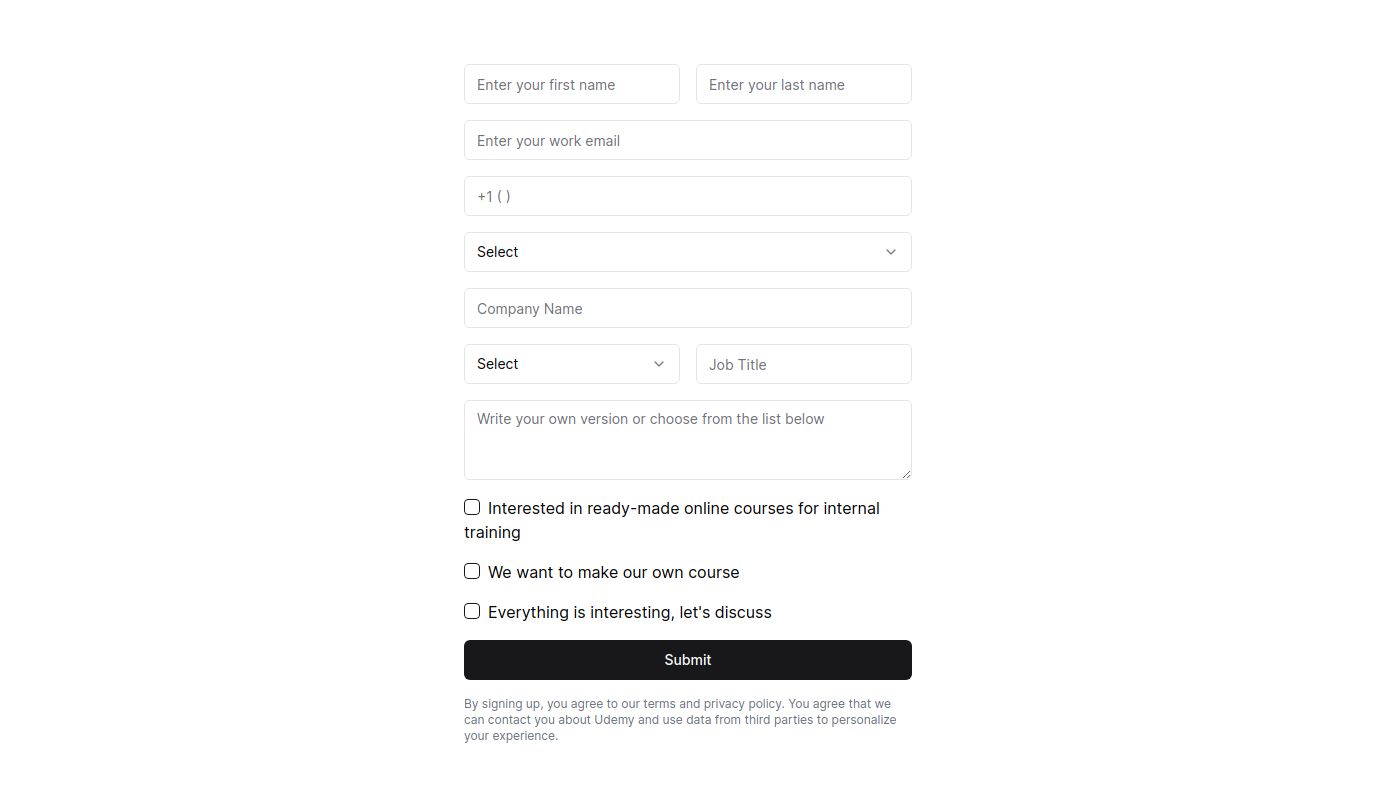 Enter your first name
Enter your last name
Enter your work email
+1 ( )
Select
Company Name
Select
Job Title
Write your own version or choose from the list below
Interested in ready-made online courses for internal
training
We want to make our own course
Everything is interesting, let's discuss
Submit
By signing up, you agree to our terms and privacy policy. You agree that we
can contact you about Udemy and use data from third parties to personalize
your experience.